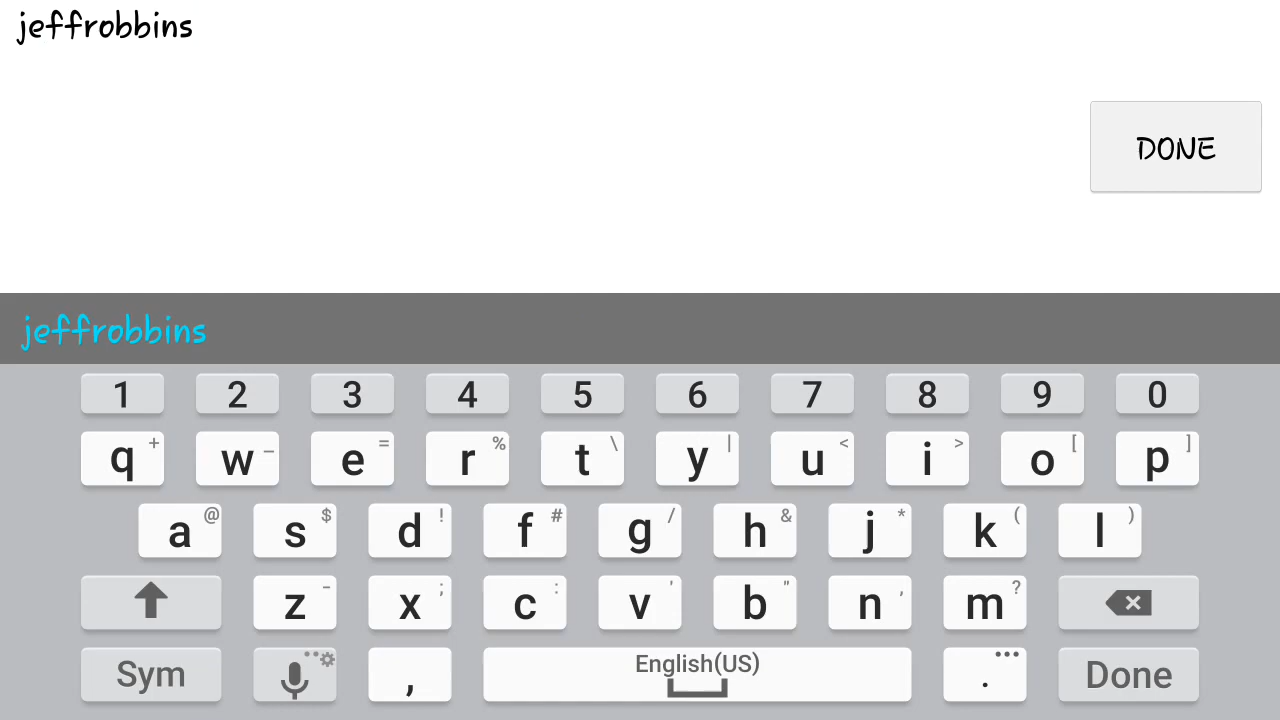 jeffrobbins
DONE
jeffrobbins
1 2 3 4 5 6 7 8 9 0
q + w _ e = r % t \ y | u < i > o [ p ]
a @ s $ d ! f # g / h & j * k ( l )
z - x ; c : v ' b " n , m ?
Sym , English(US) . ... Done